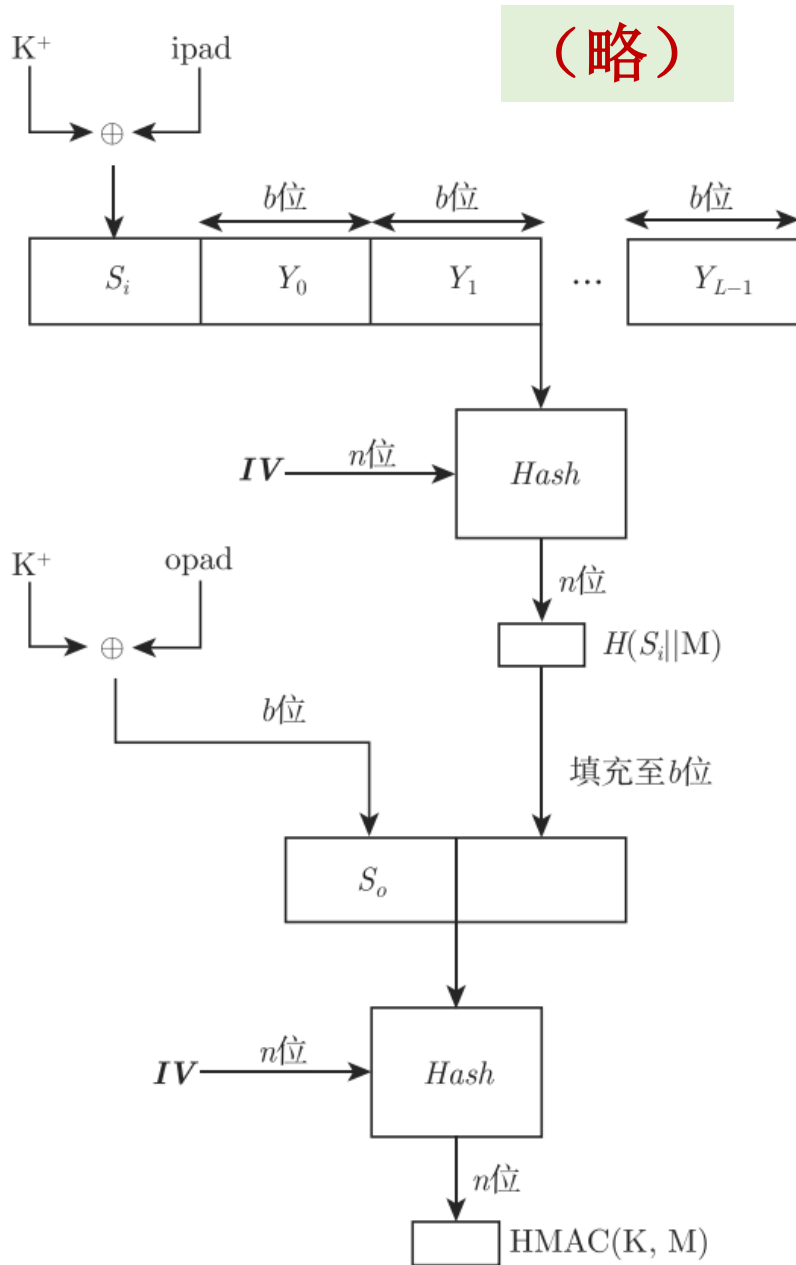 （略）
K⁺ ipad
⊕
b位 b位 b位
Sᵢ Y₀ Y₁ ... Y_{L−1}
IV n位 Hash
K⁺ opad
n位
⊕
H(Sᵢ||M)
b位
填充至b位
Sₒ
IV n位 Hash
n位
HMAC(K, M)